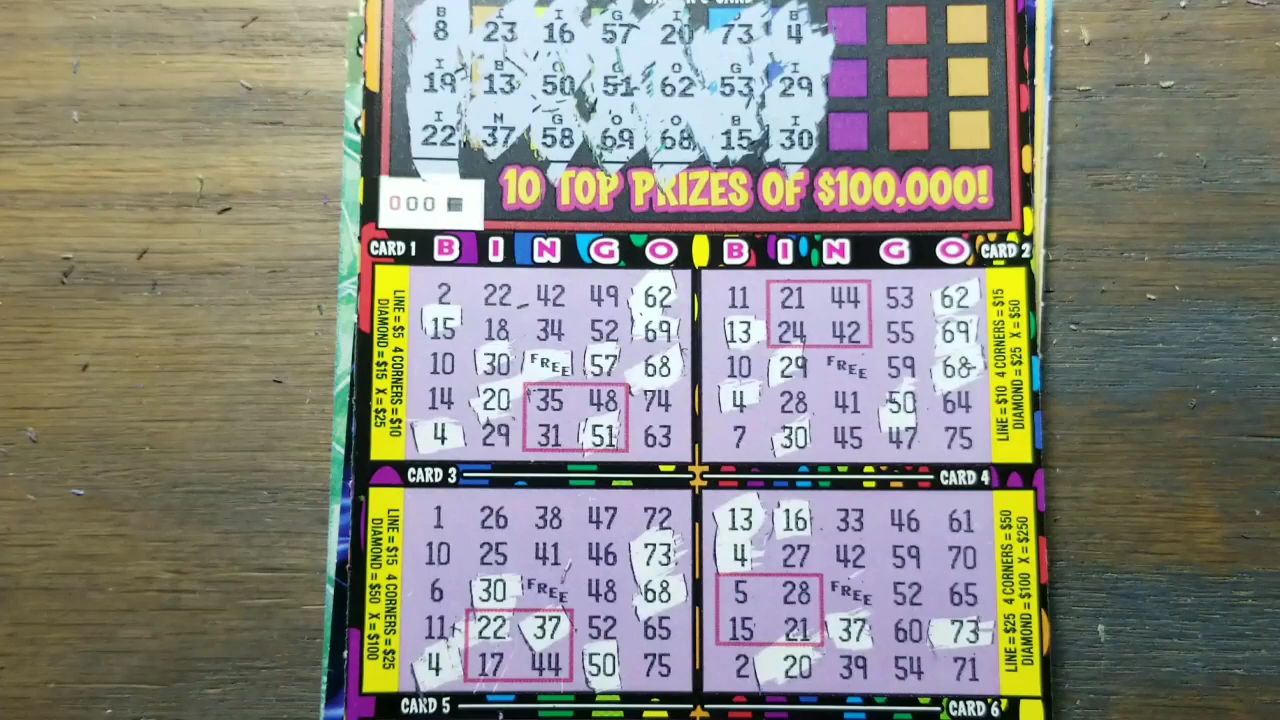 B I I G I O B
8 23 16 57 20 73 4
I B G G O G I
19 13 50 51 62 53 29
I N G O O B I
22 37 58 69 68 15 30
10 TOP PRIZES OF $100,000!
000
CARD 1 B I N G O B I N G O CARD 2
LINE = $5 4 CORNERS = $10
DIAMOND = $15 X = $25
2 22 42 49 62
15 18 34 52 69
10 30 FREE 57 68
14 20 35 48 74
4 29 31 51 63
11 21 44 53 62
13 24 42 55 69
10 29 FREE 59 68
4 28 41 50 64
7 30 45 47 75
LINE = $10 4 CORNERS = $15
DIAMOND = $25 X = $50
CARD 3 CARD 4
LINE = $15 4 CORNERS = $25
DIAMOND = $50 X = $100
1 26 38 47 72
10 25 41 46 73
6 30 FREE 48 68
11 22 37 52 65
4 17 44 50 75
13 16 33 46 61
4 27 42 59 70
5 28 FREE 52 65
15 21 37 60 73
2 20 39 54 71
LINE = $25 4 CORNERS = $50
DIAMOND = $100 X = $250
CARD 5 CARD 6